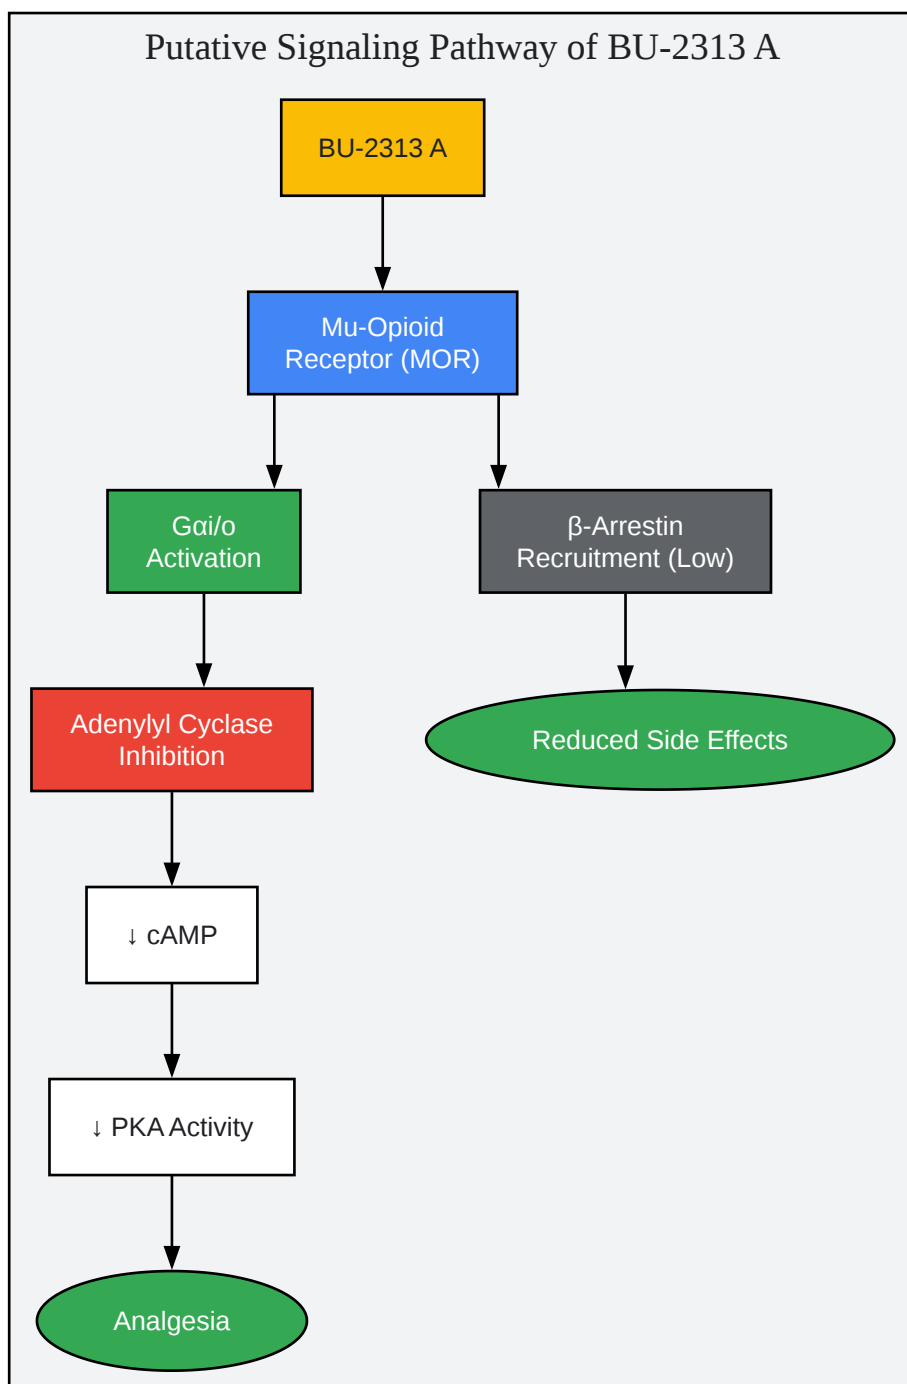 Putative Signaling Pathway of BU-2313 A
BU-2313 A
Mu-Opioid
Receptor (MOR)
Gαi/o
Activation
β-Arrestin
Recruitment (Low)
Adenylyl Cyclase
Inhibition
Reduced Side Effects
↓ cAMP
↓ PKA Activity
Analgesia